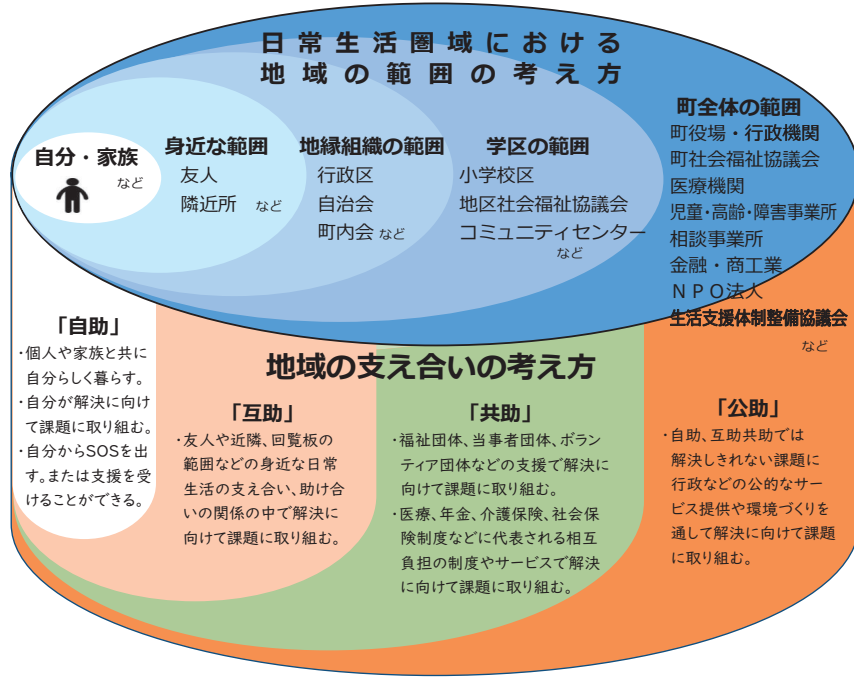 日常生活圏域における
地域の範囲の考え方
自分・家族
など
身近な範囲
友人
隣近所 など
地縁組織の範囲
行政区
自治会
町内会 など
学区の範囲
小学校区
地区社会福祉協議会
コミュニティセンター
など
町全体の範囲
町役場・行政機関
町社会福祉協議会
医療機関
児童・高齢・障害事業所
相談事業所
金融・商工業
ＮＰＯ法人
生活支援体制整備協議会
など
地域の支え合いの考え方
「自助」
・個人や家族と共に
自分らしく暮らす。
・自分が解決に向け
て課題に取り組む。
・自分からSOSを出
す。または支援を受
けることができる。
「互助」
・友人や近隣、回覧板の
範囲などの身近な日常
生活の支え合い、助け合
いの関係の中で解決に
向けて課題に取り組む。
「共助」
・福祉団体、当事者団体、ボラン
ティア団体などの支援で解決に
向けて課題に取り組む。
・医療、年金、介護保険、社会保
険制度などに代表される相互
負担の制度やサービスで解決
に向けて課題に取り組む。
「公助」
・自助、互助共助では
解決しきれない課題に
行政などの公的なサー
ビス提供や環境づくりを
通して解決に向けて課題
に取り組む。